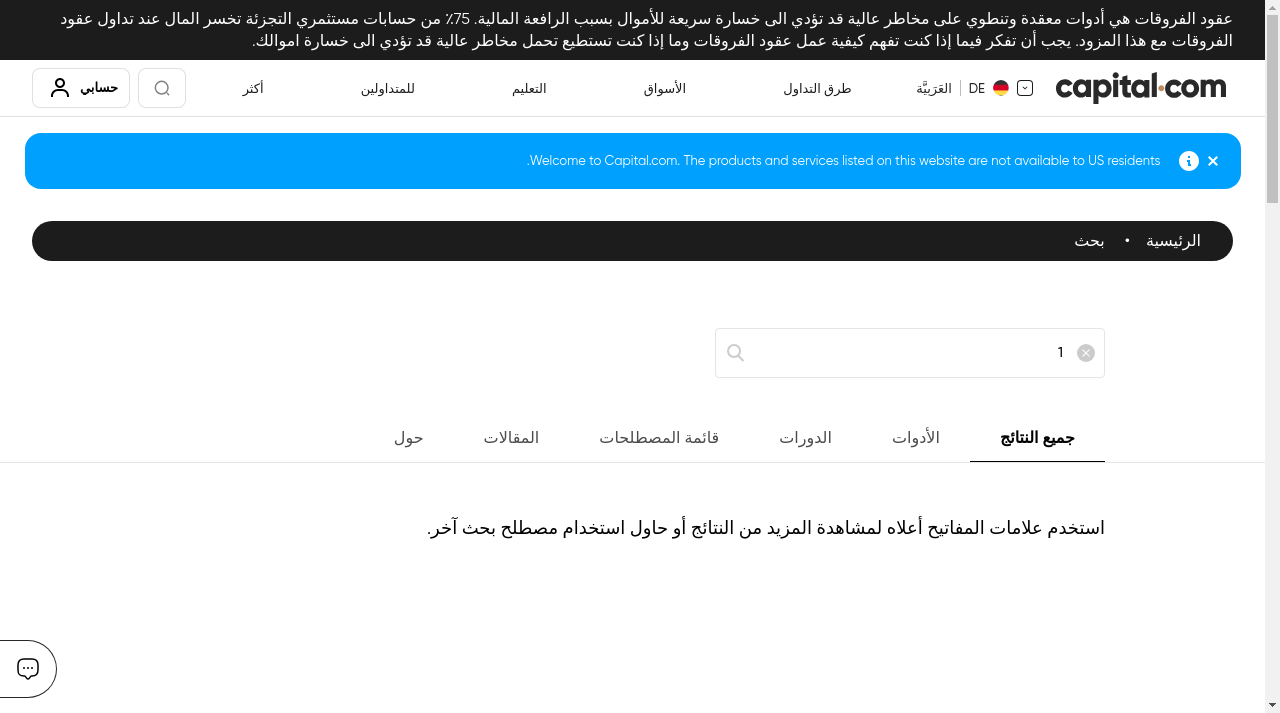 عقود الفروقات هي أدوات معقدة وتنطوي على مخاطر عالية قد تؤدي الى خسارة سريعة للأموال بسبب الرافعة المالية. 75٪ من حسابات مستثمري التجزئة تخسر المال عند تداول عقود
الفروقات مع هذا المزود. يجب أن تفكر فيما إذا كنت تفهم كيفية عمل عقود الفروقات وما إذا كنت تستطيع تحمل مخاطر عالية قد تؤدي الى خسارة اموالك.
capital.com
DE
العَرَبيَّة
طرق التداول
الأسواق
التعليم
للمتداولين
أكثر
حسابي
Welcome to Capital.com. The products and services listed on this website are not available to US residents.
الرئيسية • بحث
1
جميع النتائج
الأدوات
الدورات
قائمة المصطلحات
المقالات
حول
استخدم علامات المفاتيح أعلاه لمشاهدة المزيد من النتائج أو حاول استخدام مصطلح بحث آخر.